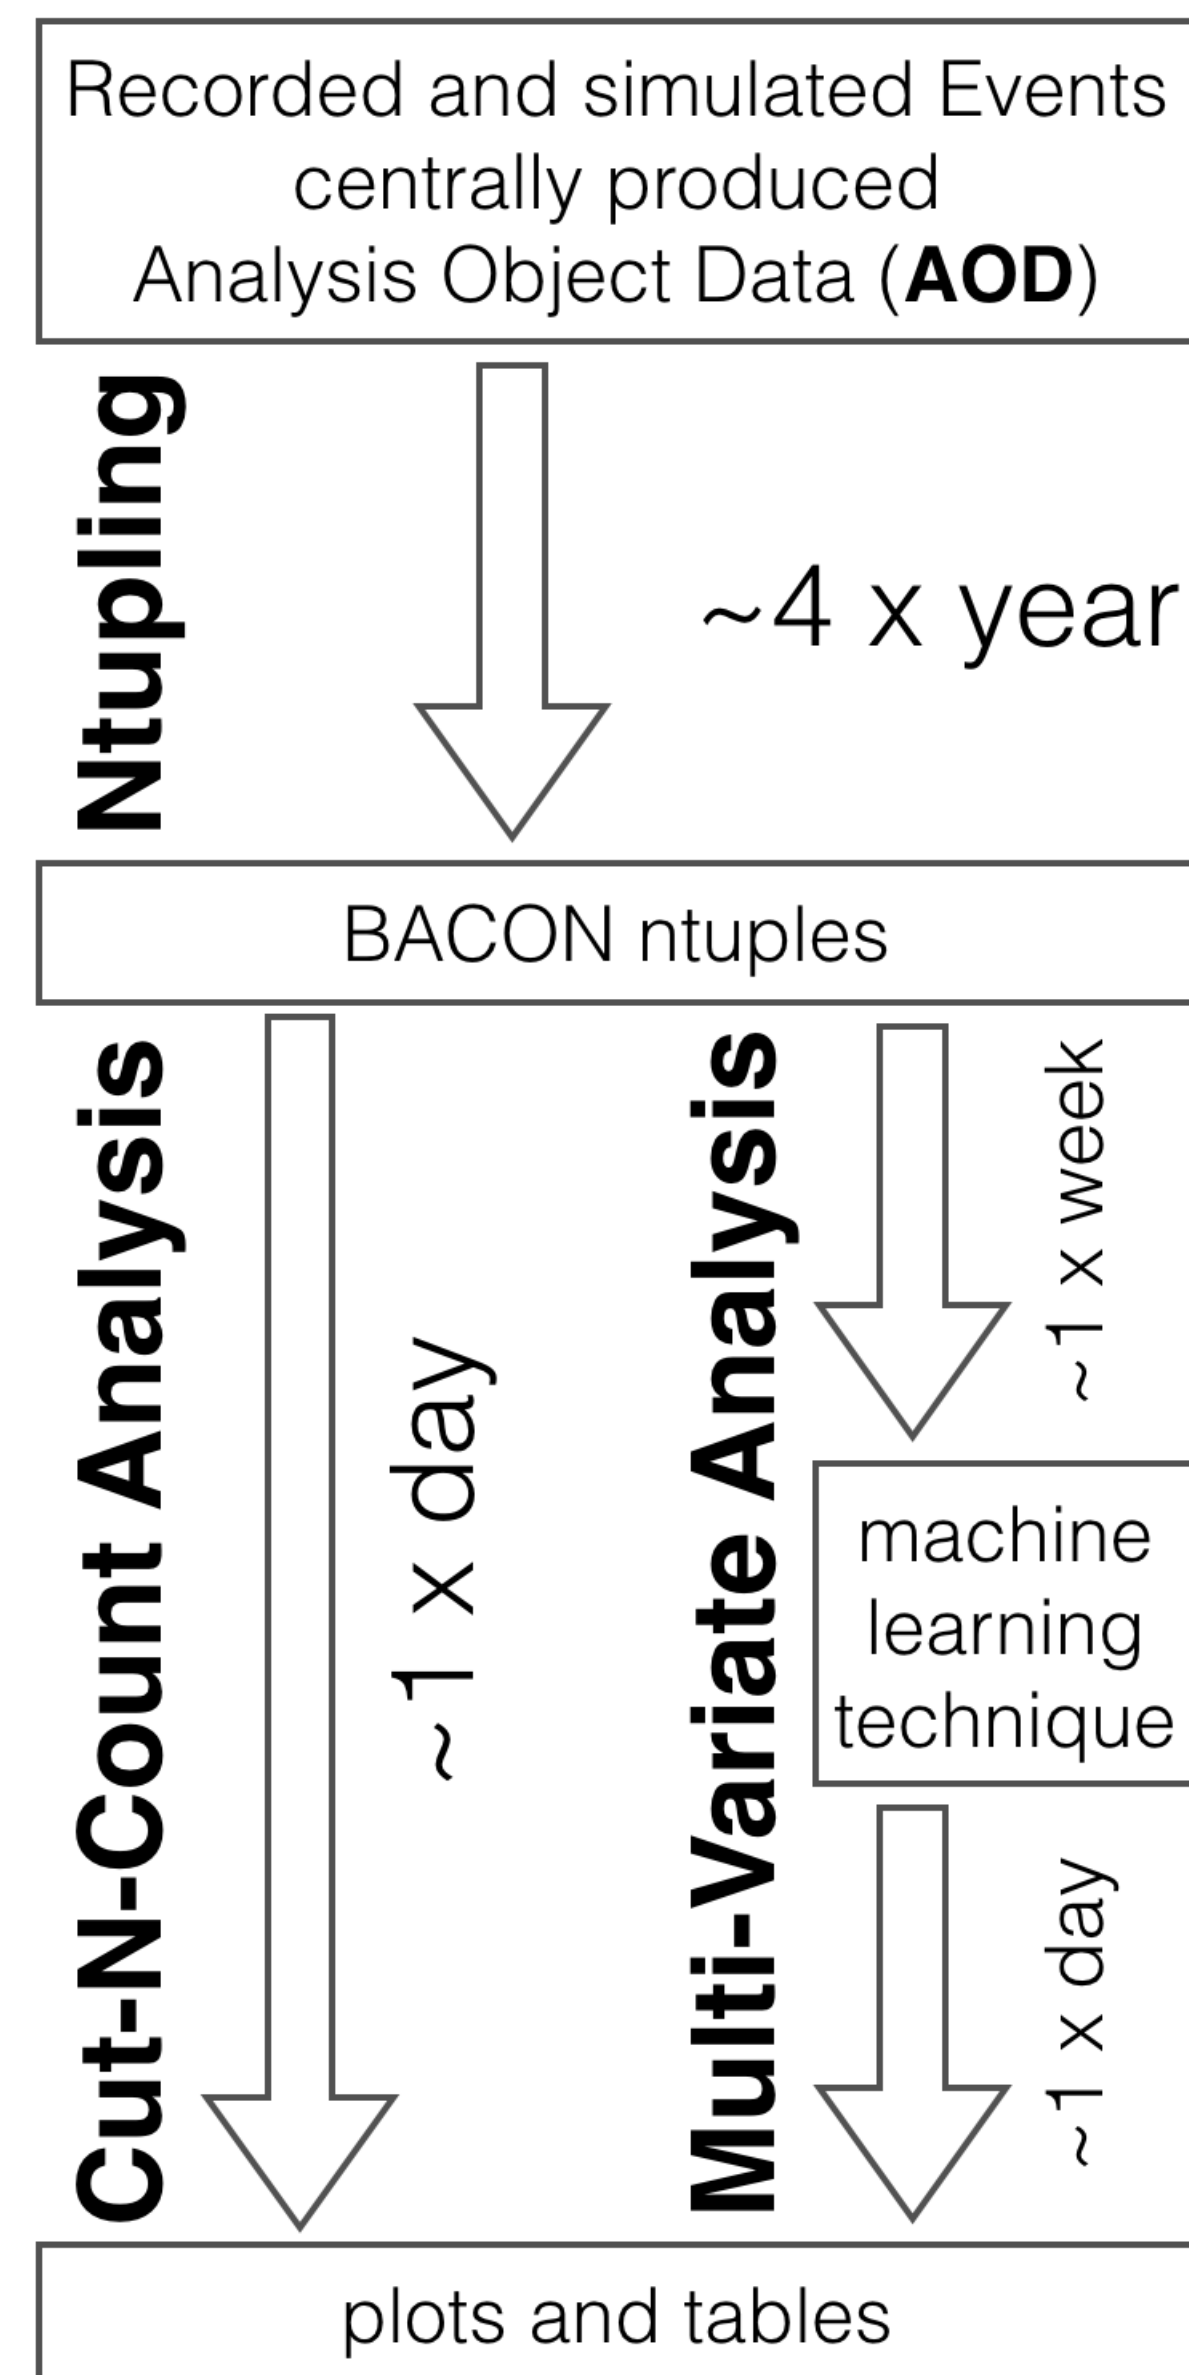 Recorded and simulated Events
centrally produced
Analysis Object Data (AOD)
Ntupling
~4 x year
BACON ntuples
Cut-N-Count Analysis
~1 x day
Multi-Variate Analysis
~1 x week
machine
learning
technique
~1 x day
plots and tables